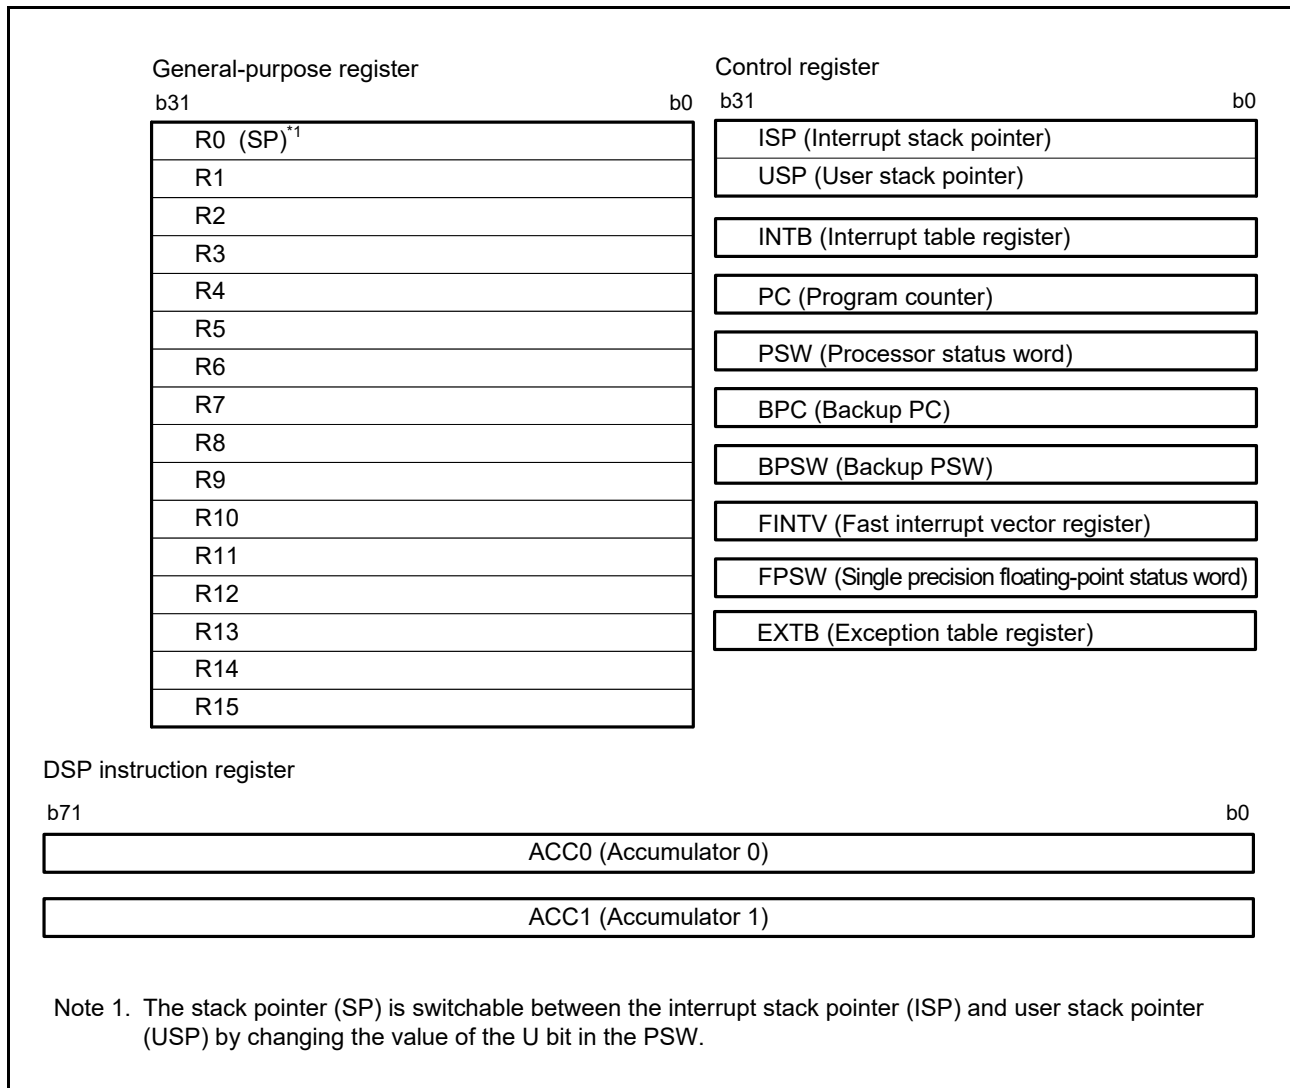 General-purpose register
b31 b0
R0 (SP)*1
R1
R2
R3
R4
R5
R6
R7
R8
R9
R10
R11
R12
R13
R14
R15
Control register
b31 b0
ISP (Interrupt stack pointer)
USP (User stack pointer)
INTB (Interrupt table register)
PC (Program counter)
PSW (Processor status word)
BPC (Backup PC)
BPSW (Backup PSW)
FINTV (Fast interrupt vector register)
FPSW (Single precision floating-point status word)
EXTB (Exception table register)
DSP instruction register
b71 b0
ACC0 (Accumulator 0)
ACC1 (Accumulator 1)
Note 1. The stack pointer (SP) is switchable between the interrupt stack pointer (ISP) and user stack pointer
(USP) by changing the value of the U bit in the PSW.